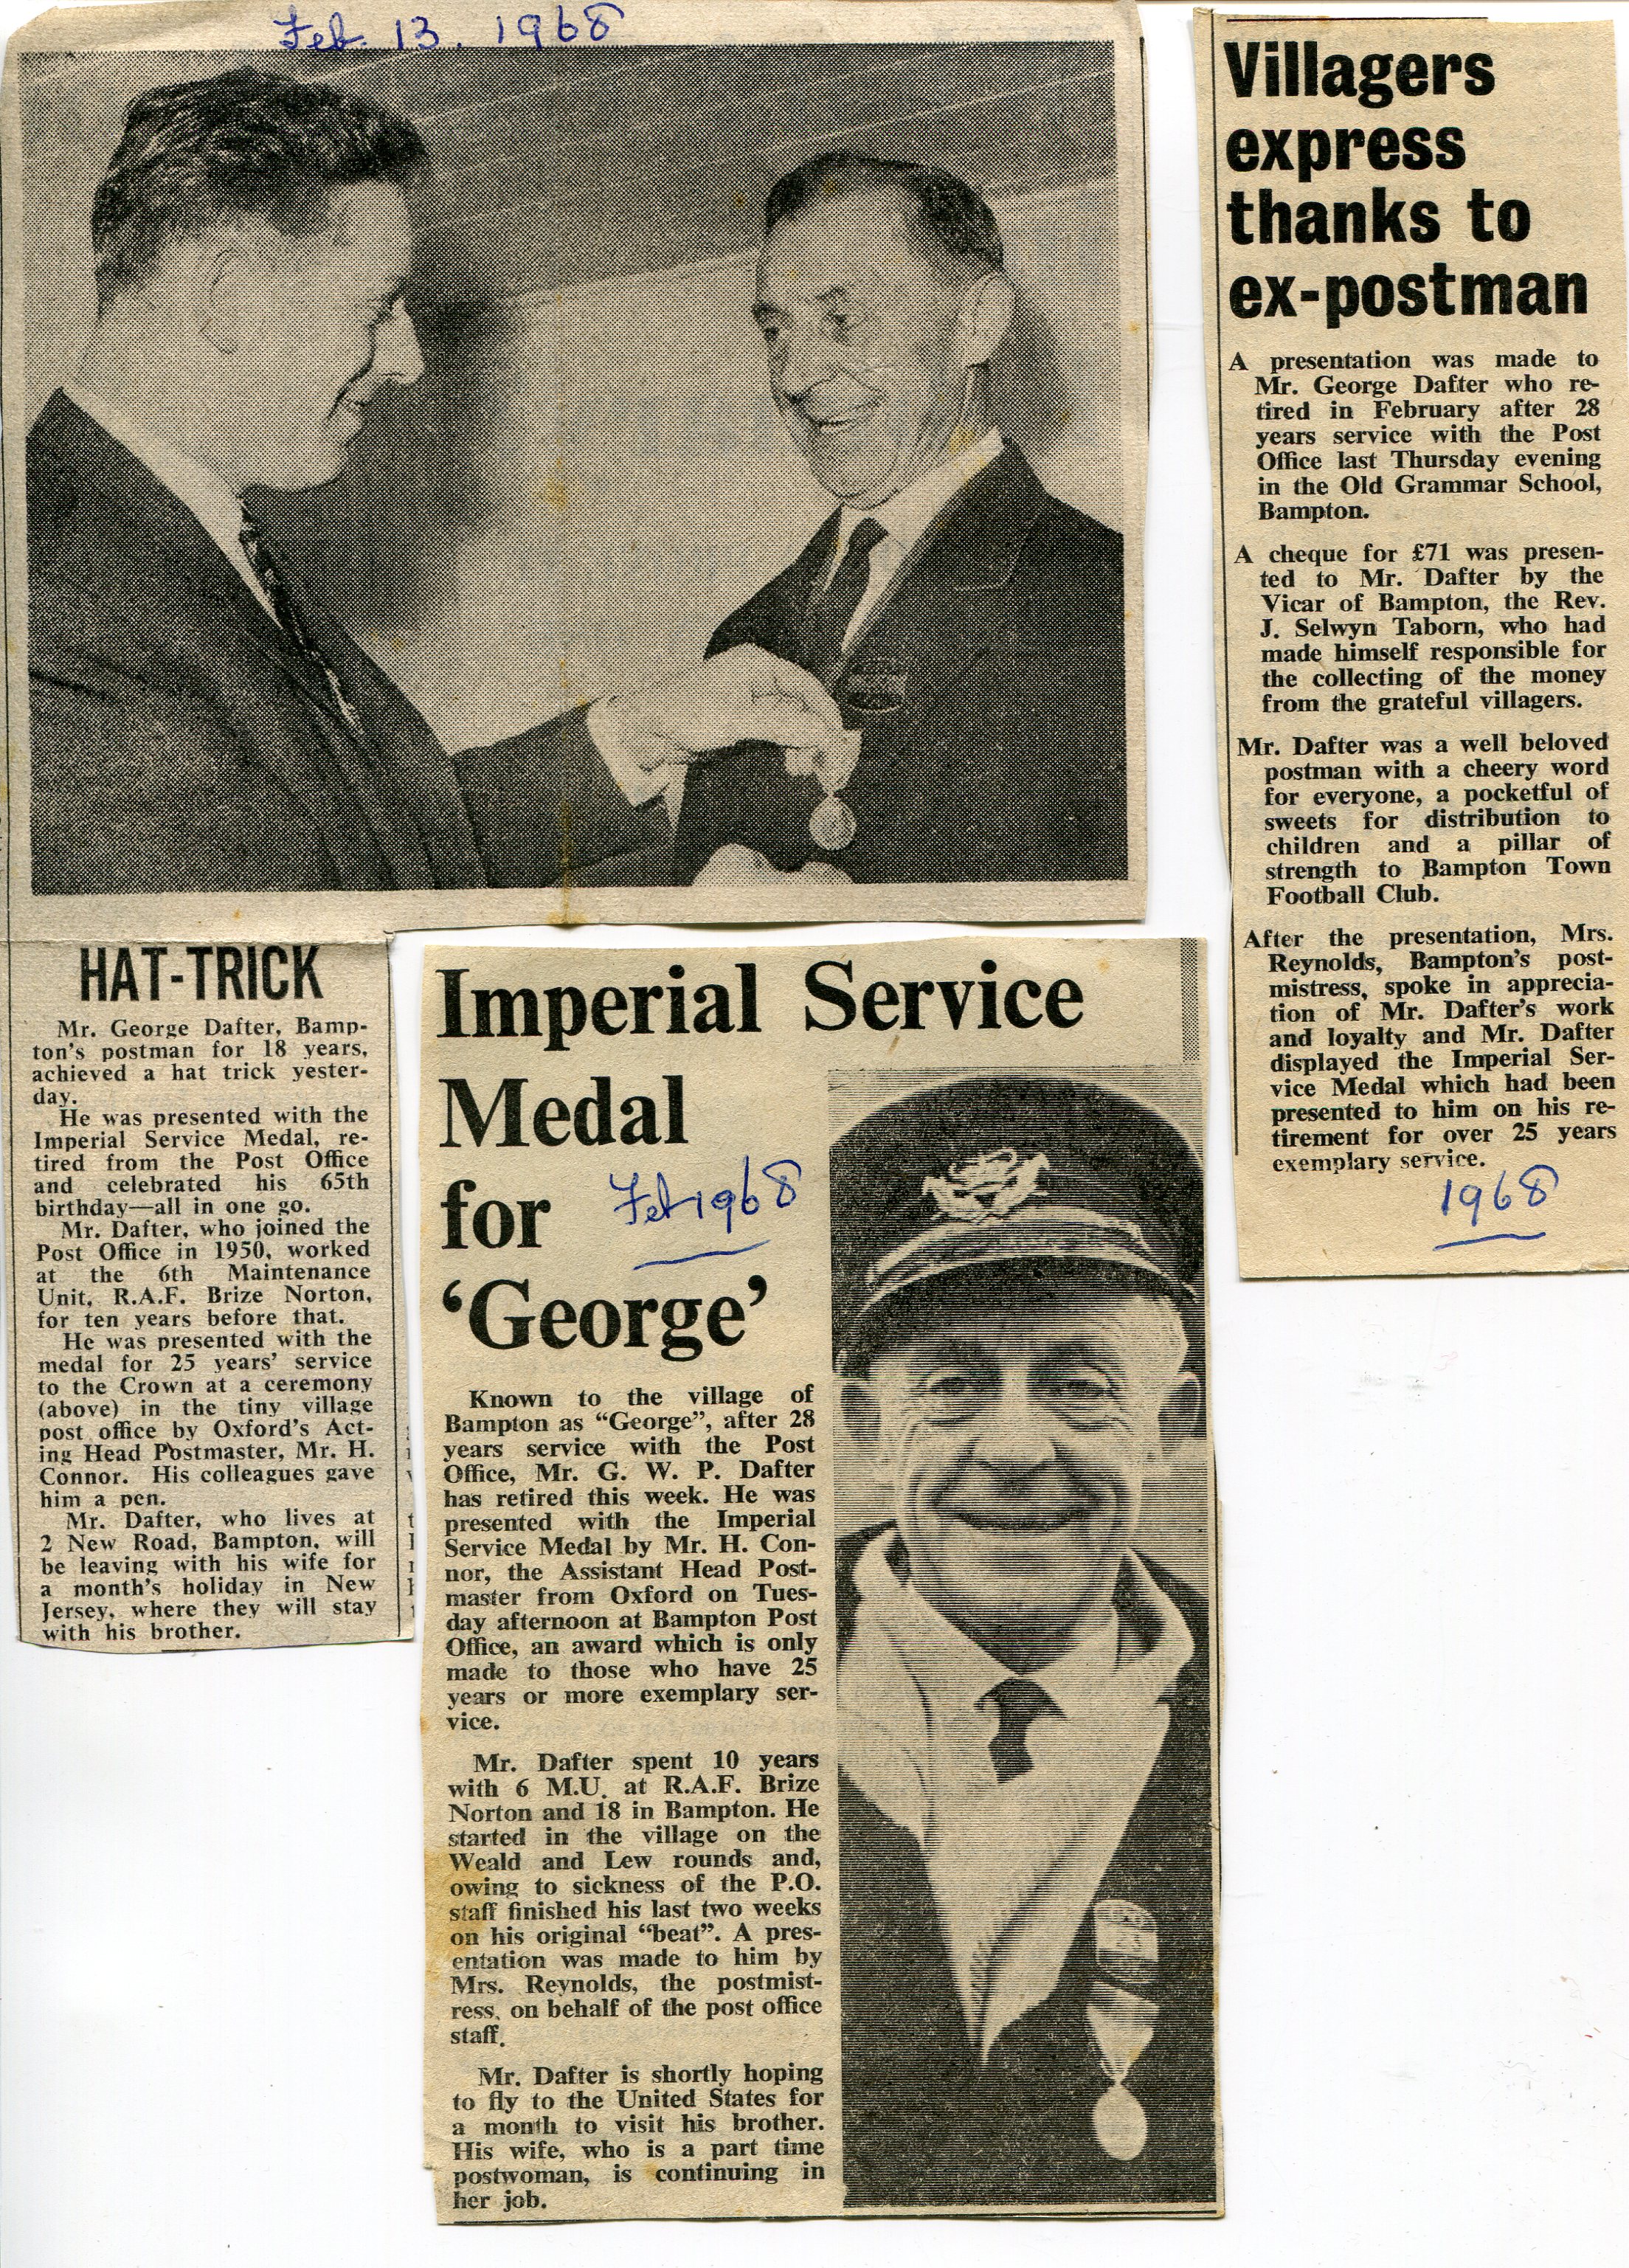 Feb. 13. 1968
HAT-TRICK
Mr. George Dafter, Bamp-
ton's postman for 18 years,
achieved a hat trick yester-
day.
He was presented with the
Imperial Service Medal, re-
tired from the Post Office
and celebrated his 65th
birthday—all in one go.
Mr. Dafter, who joined the
Post Office in 1950, worked
at the 6th Maintenance
Unit, R.A.F. Brize Norton,
for ten years before that.
He was presented with the
medal for 25 years' service
to the Crown at a ceremony
(above) in the tiny village
post office by Oxford's Act-
ing Head Postmaster, Mr. H.
Connor. His colleagues gave
him a pen.
Mr. Dafter, who lives at
2 New Road, Bampton, will
be leaving with his wife for
a month's holiday in New
Jersey, where they will stay
with his brother.
Imperial Service
Medal
for
‘George’
Feb 1968
Known to the village of
Bampton as “George”, after 28
years service with the Post
Office, Mr. G. W. P. Dafter
has retired this week. He was
presented with the Imperial
Service Medal by Mr. H. Con-
nor, the Assistant Head Post-
master from Oxford on Tues-
day afternoon at Bampton Post
Office, an award which is only
made to those who have 25
years or more exemplary ser-
vice.
Mr. Dafter spent 10 years
with 6 M.U. at R.A.F. Brize
Norton and 18 in Bampton. He
started in the village on the
Weald and Lew rounds and,
owing to sickness of the P.O.
staff finished his last two weeks
on his original “beat”. A pres-
entation was made to him by
Mrs. Reynolds, the postmist-
ress, on behalf of the post office
staff.
Mr. Dafter is shortly hoping
to fly to the United States for
a month to visit his brother.
His wife, who is a part time
postwoman, is continuing in
her job.
Villagers
express
thanks to
ex-postman
A presentation was made to
Mr. George Dafter who re-
tired in February after 28
years service with the Post
Office last Thursday evening
in the Old Grammar School,
Bampton.
A cheque for £71 was presen-
ted to Mr. Dafter by the
Vicar of Bampton, the Rev.
J. Selwyn Taborn, who had
made himself responsible for
the collecting of the money
from the grateful villagers.
Mr. Dafter was a well beloved
postman with a cheery word
for everyone, a pocketful of
sweets for distribution to
children and a pillar of
strength to Bampton Town
Football Club.
After the presentation, Mrs.
Reynolds, Bampton's post-
mistress, spoke in apprecia-
tion of Mr. Dafter's work
and loyalty and Mr. Dafter
displayed the Imperial Ser-
vice Medal which had been
presented to him on his re-
tirement for over 25 years
exemplary service.
1968